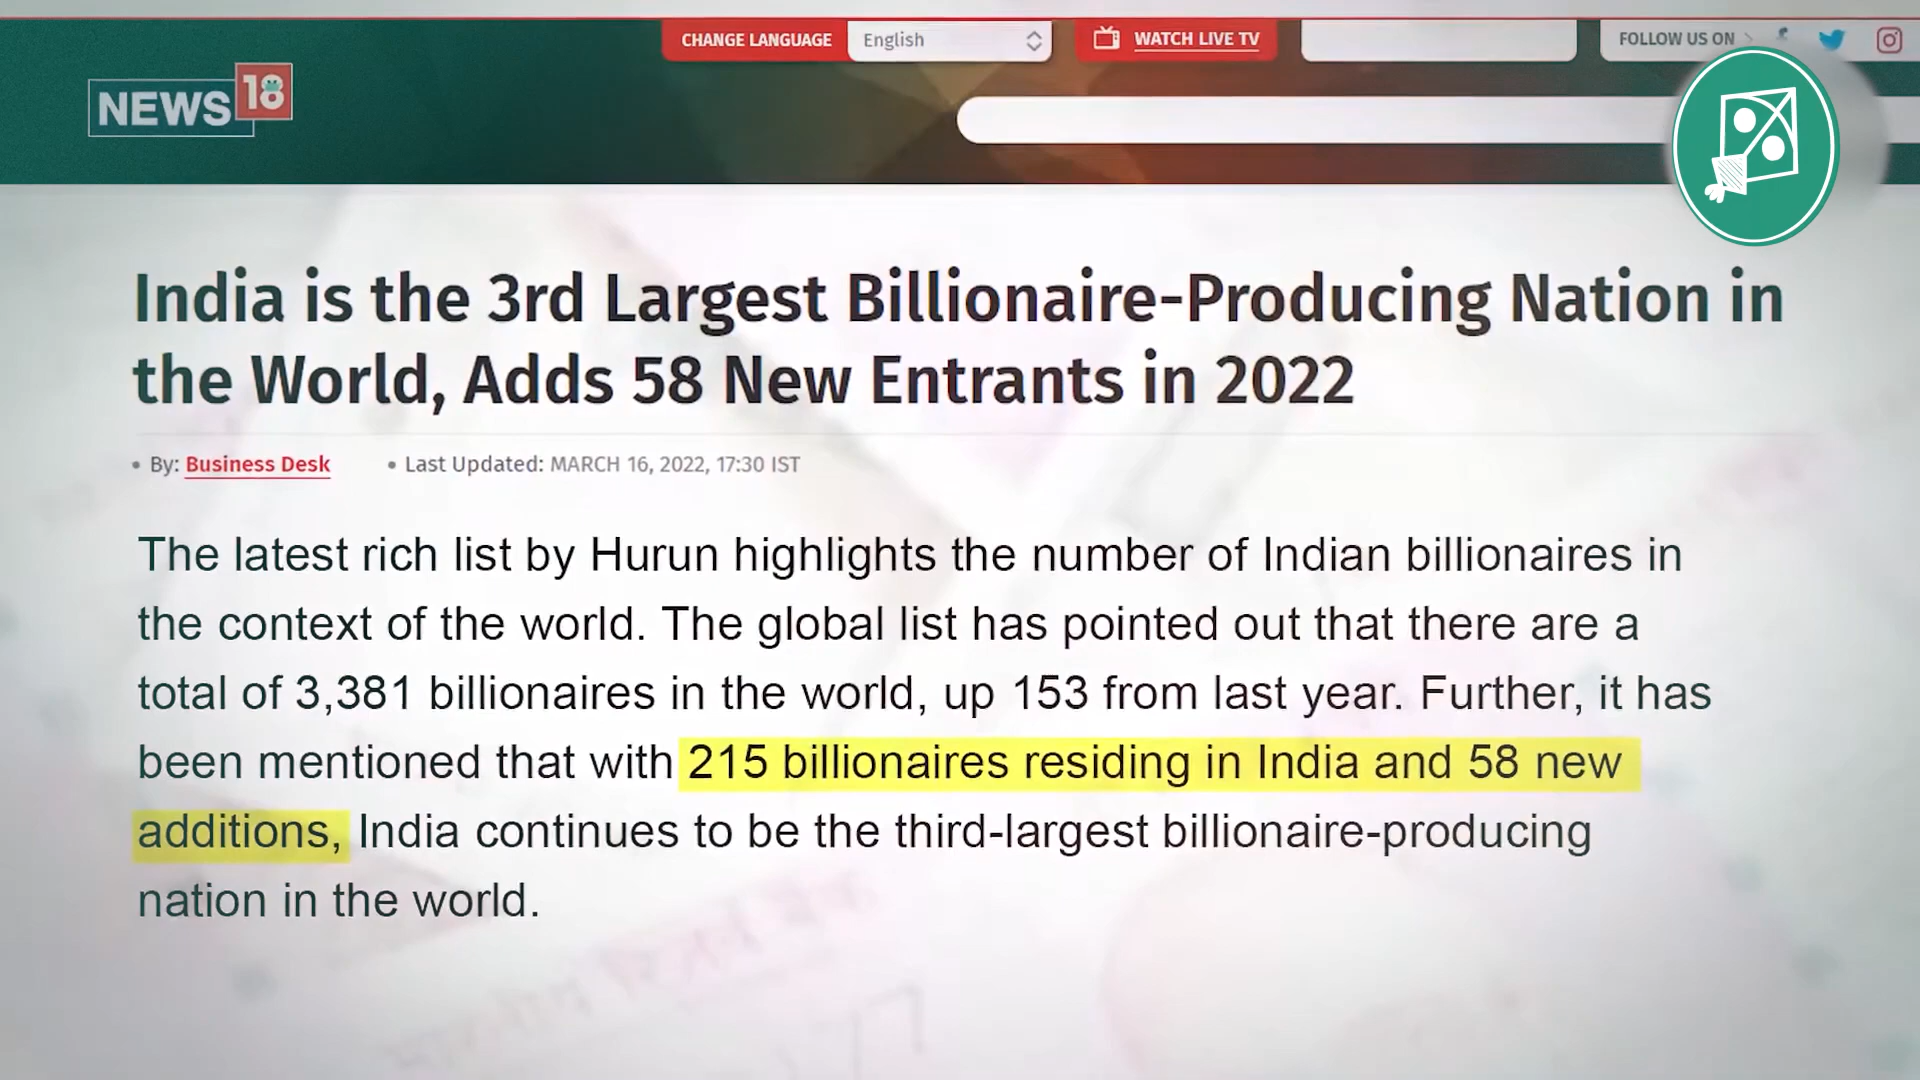 CHANGE LANGUAGE English WATCH LIVE TV FOLLOW US ON
NEWS 18
India is the 3rd Largest Billionaire-Producing Nation in
the World, Adds 58 New Entrants in 2022
• By: Business Desk • Last Updated: MARCH 16, 2022, 17:30 IST
The latest rich list by Hurun highlights the number of Indian billionaires in
the context of the world. The global list has pointed out that there are a
total of 3,381 billionaires in the world, up 153 from last year. Further, it has
been mentioned that with 215 billionaires residing in India and 58 new
additions, India continues to be the third-largest billionaire-producing
nation in the world.